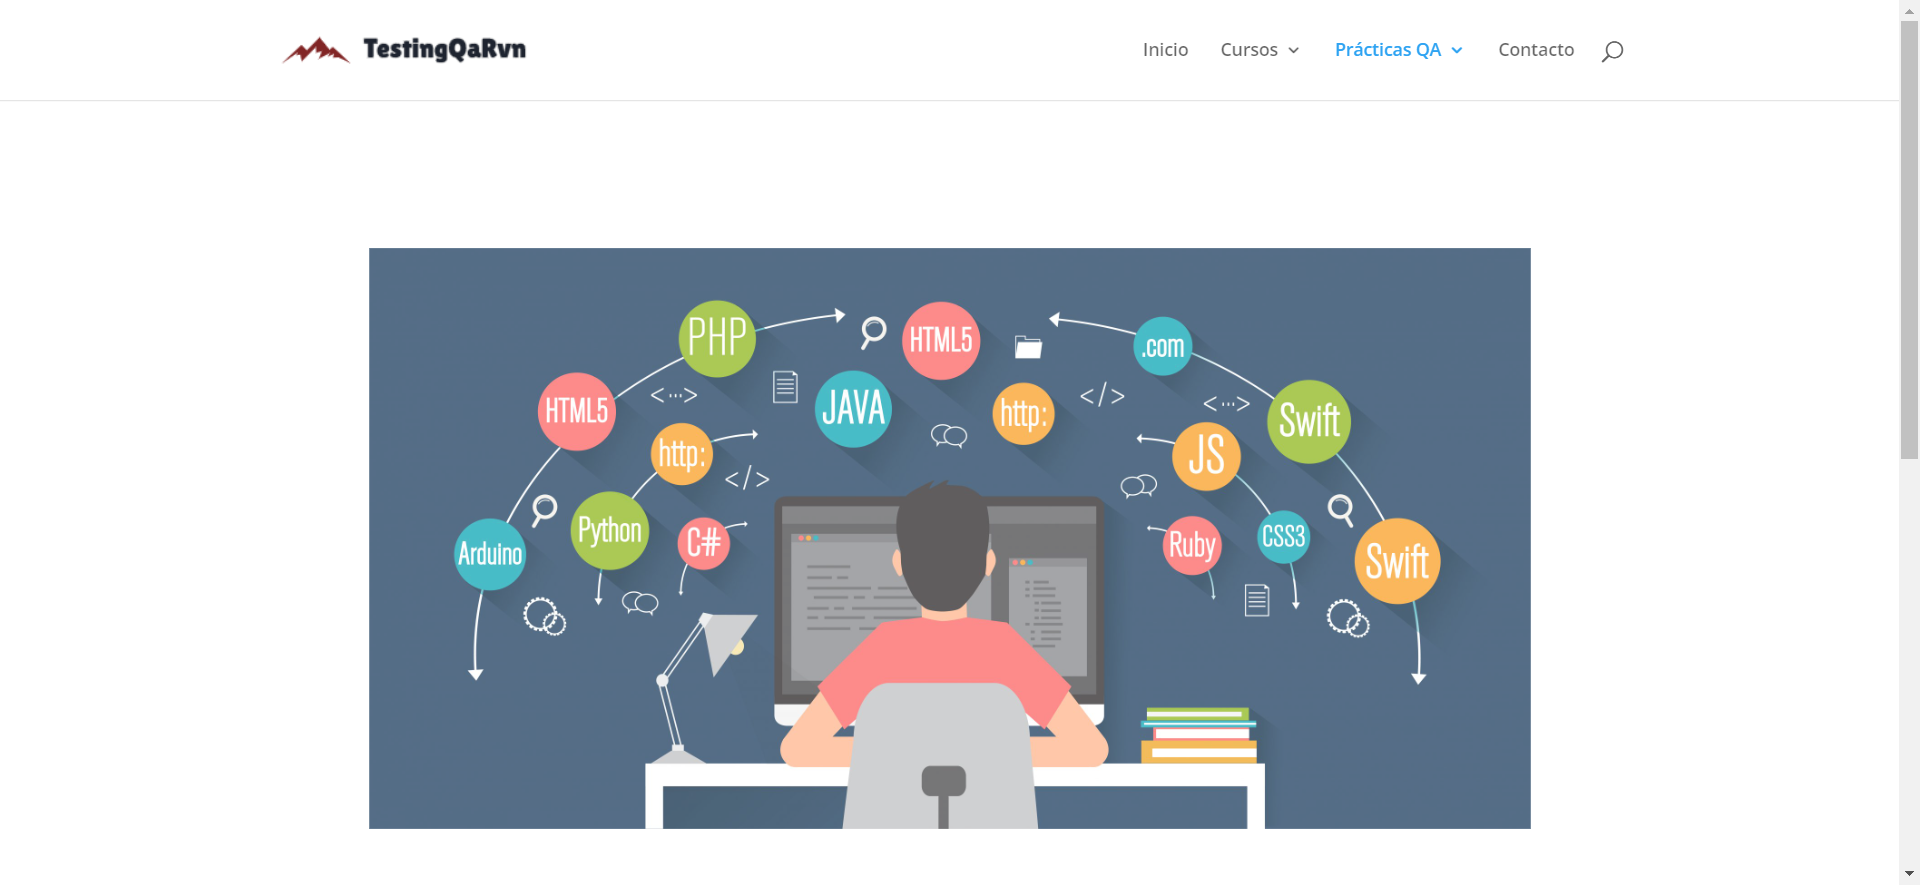 TestingQaRvn
Inicio Cursos Prácticas QA Contacto
PHP
HTML5
.com
HTML5
JAVA
http:
Swift
http:
JS
Arduino
Python
C#
Ruby
CSS3
Swift